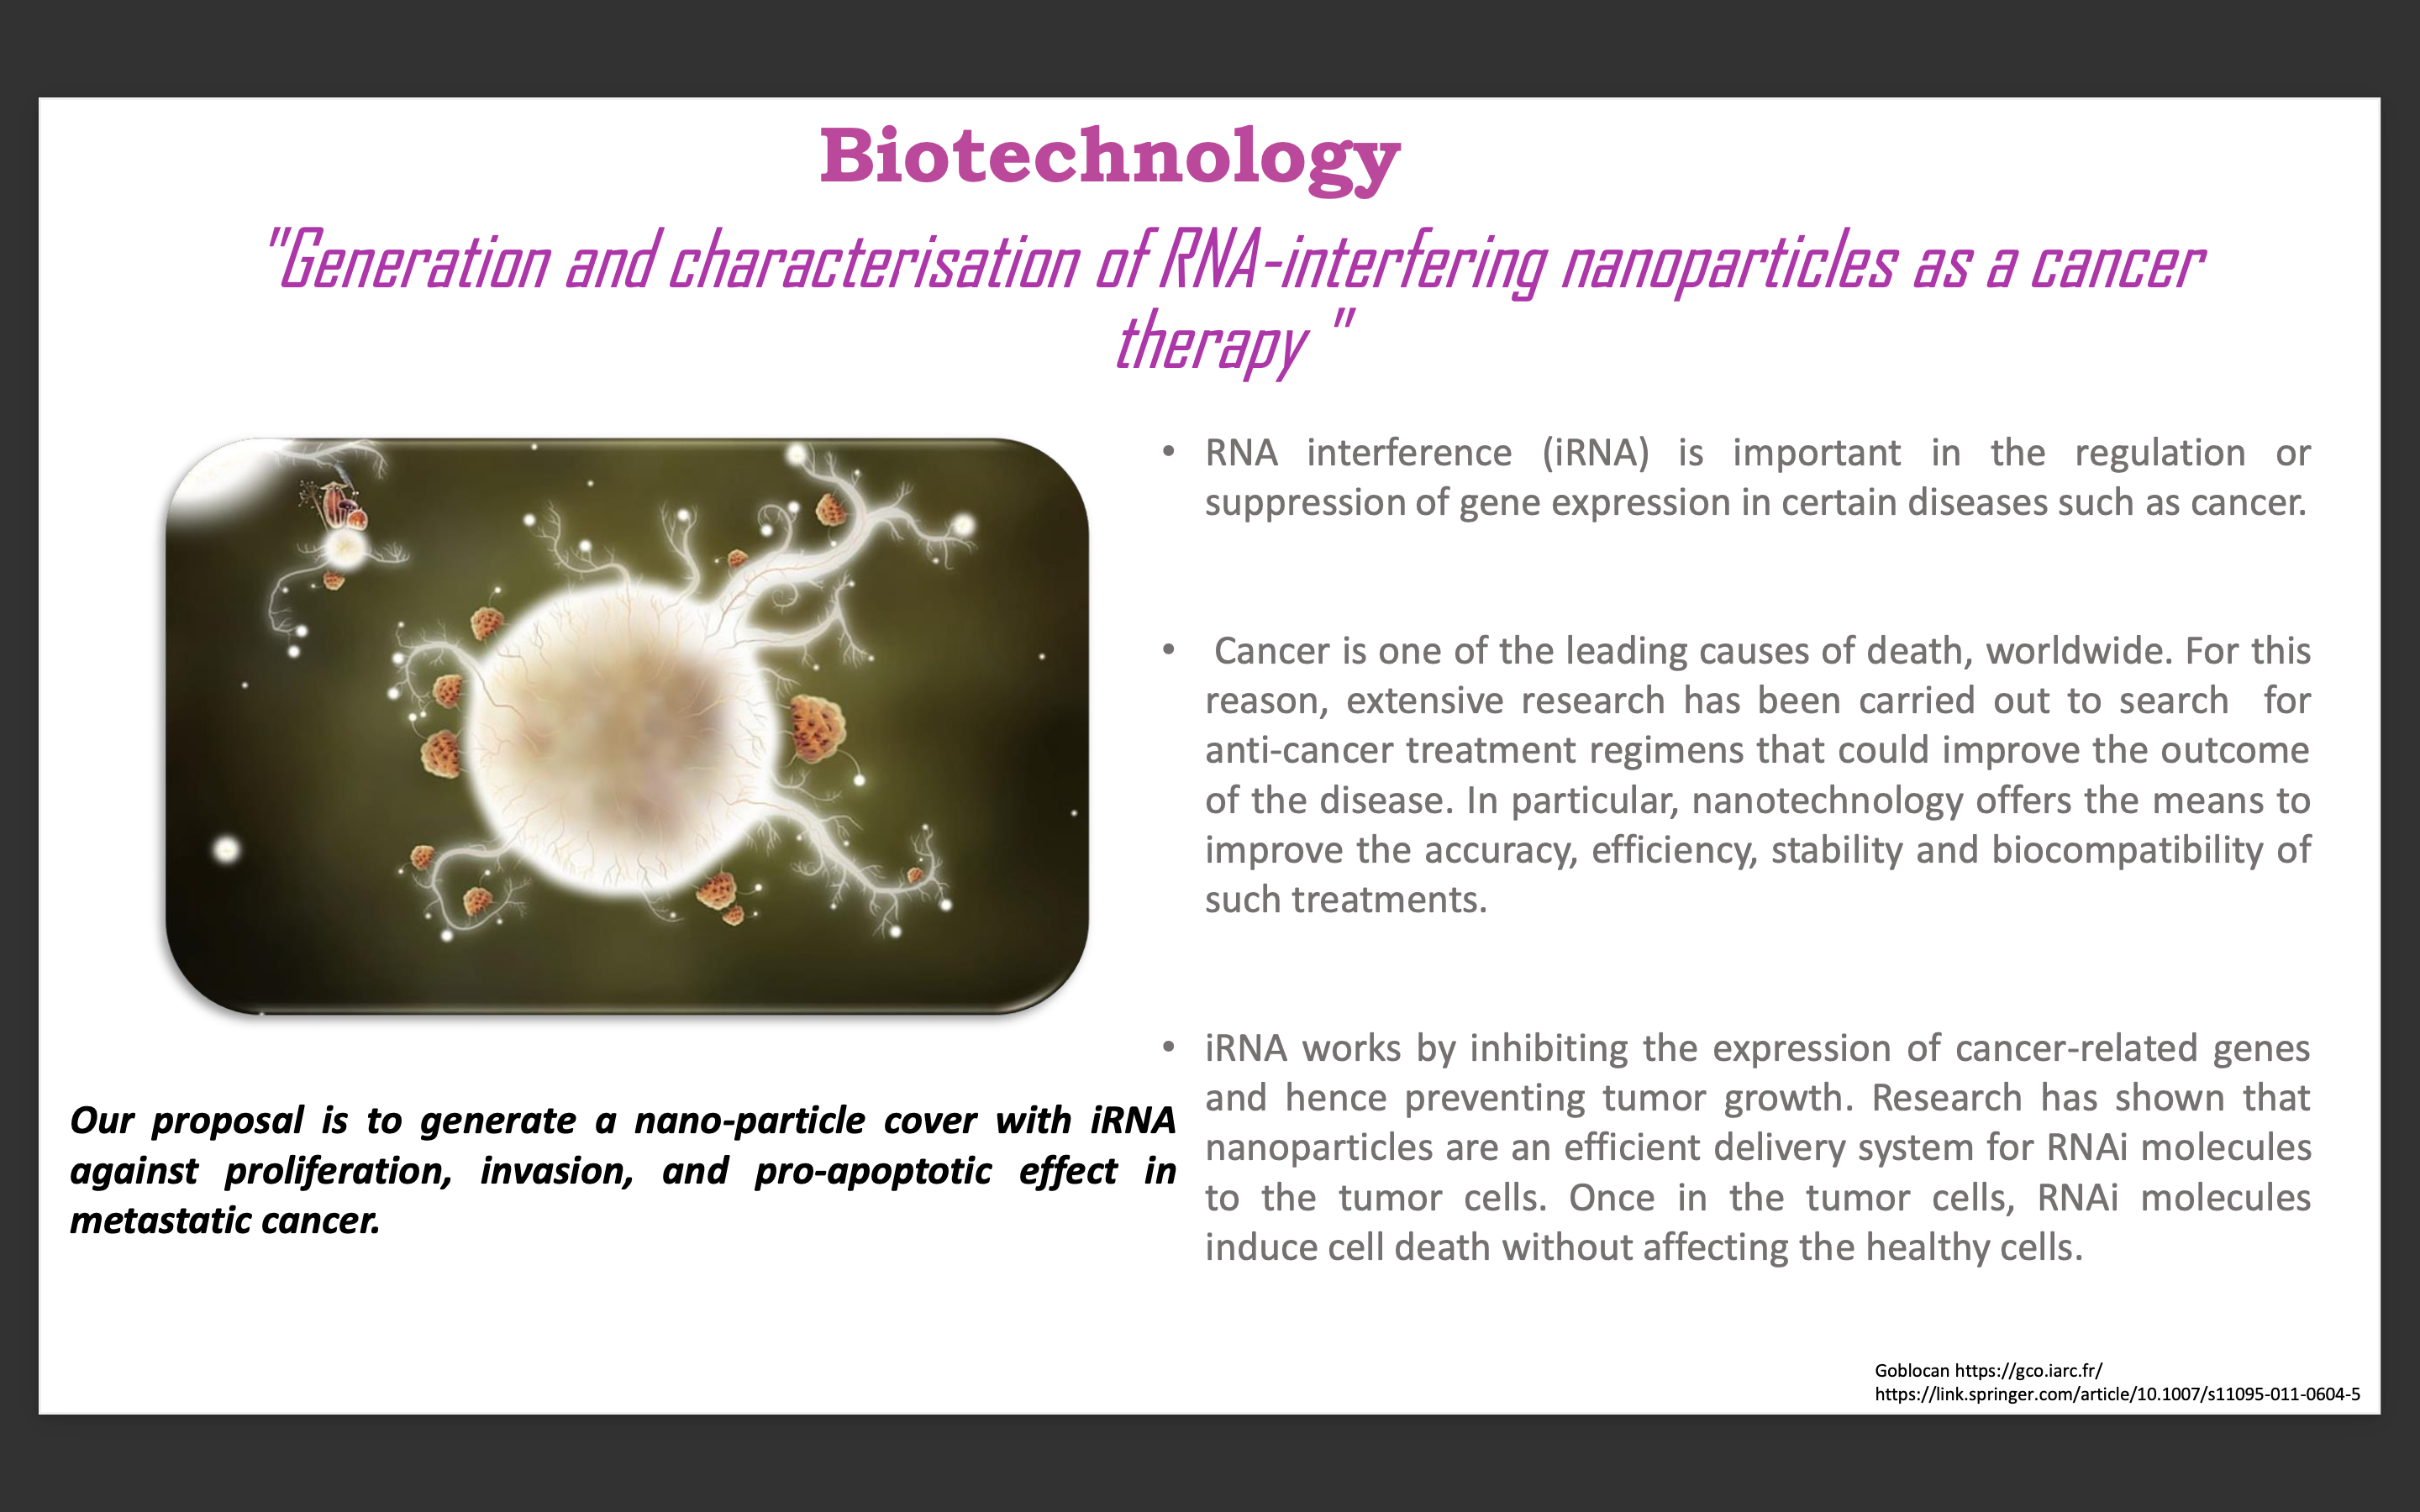 Biotechnology
"Generation and characterisation of RNA-interfering nanoparticles as a cancer
therapy "
• RNA interference (iRNA) is important in the regulation or
suppression of gene expression in certain diseases such as cancer.
• Cancer is one of the leading causes of death, worldwide. For this
reason, extensive research has been carried out to search for
anti-cancer treatment regimens that could improve the outcome
of the disease. In particular, nanotechnology offers the means to
improve the accuracy, efficiency, stability and biocompatibility of
such treatments.
• iRNA works by inhibiting the expression of cancer-related genes
and hence preventing tumor growth. Research has shown that
nanoparticles are an efficient delivery system for RNAi molecules
to the tumor cells. Once in the tumor cells, RNAi molecules
induce cell death without affecting the healthy cells.
Our proposal is to generate a nano-particle cover with iRNA
against proliferation, invasion, and pro-apoptotic effect in
metastatic cancer.
Goblocan https://gco.iarc.fr/
https://link.springer.com/article/10.1007/s11095-011-0604-5